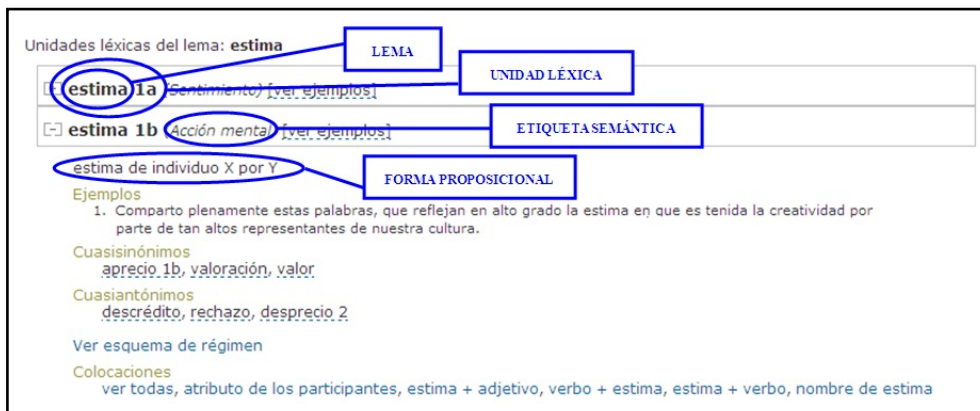 Unidades léxicas del lema: estima
LEMA
UNIDAD LÉXICA
estima 1a (Sentimiento) [ver ejemplos]
[-] estima 1b (Acción mental) [ver ejemplos]
ETIQUETA SEMÁNTICA
estima de individuo X por Y
FORMA PROPOSICIONAL
Ejemplos
1. Comparto plenamente estas palabras, que reflejan en alto grado la estima en que es tenida la creatividad por
parte de tan altos representantes de nuestra cultura.
Cuasisinónimos
aprecio 1b, valoración, valor
Cuasiantónimos
descrédito, rechazo, desprecio 2
Ver esquema de régimen
Colocaciones
ver todas, atributo de los participantes, estima + adjetivo, verbo + estima, estima + verbo, nombre de estima